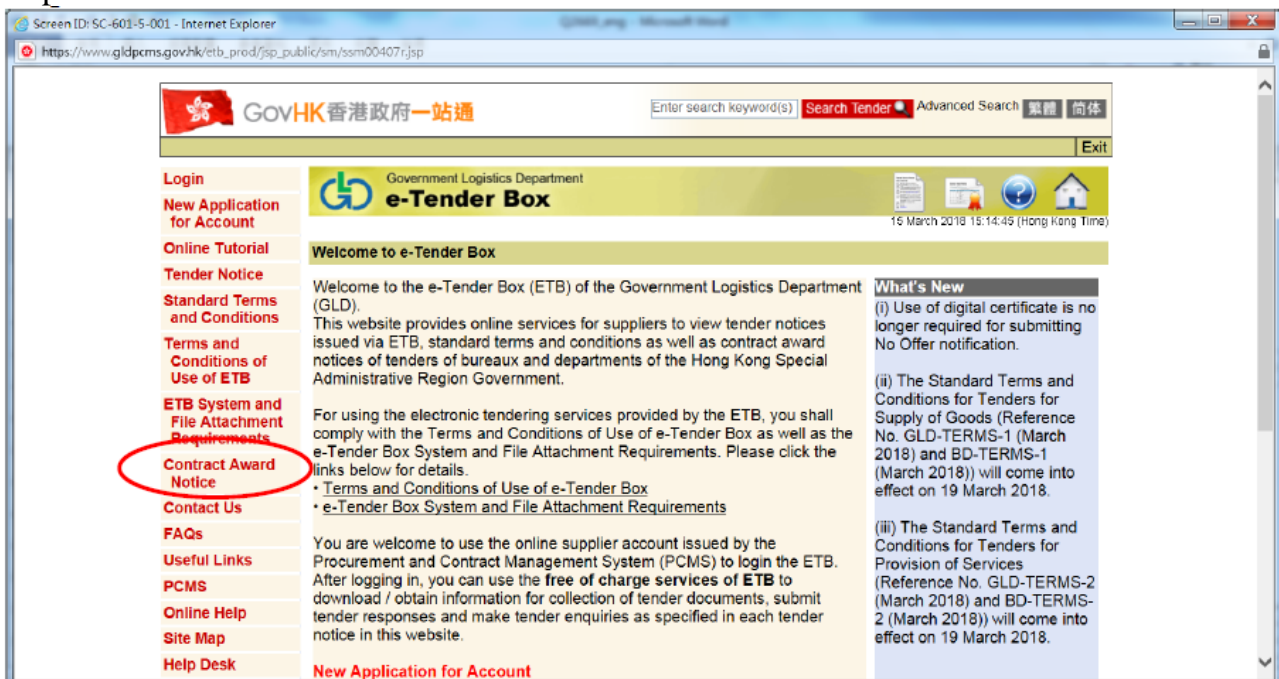 Screen ID: SC-601-5-001 - Internet Explorer
https://www.gldpcms.gov.hk/etb_prod/jsp_public/sm/ssm00407r.jsp
GovHK香港政府一站通
Enter search keyword(s) Search Tender Advanced Search 繁體 简体
Exit
Login
New Application
for Account
Online Tutorial
Tender Notice
Standard Terms
and Conditions
Terms and
Conditions of
Use of ETB
ETB System and
File Attachment
Requirements
Contract Award
Notice
Contact Us
FAQs
Useful Links
PCMS
Online Help
Site Map
Help Desk
Government Logistics Department
e-Tender Box
15 March 2018 15:14:45 (Hong Kong Time)
Welcome to e-Tender Box
Welcome to the e-Tender Box (ETB) of the Government Logistics Department
(GLD).
This website provides online services for suppliers to view tender notices
issued via ETB, standard terms and conditions as well as contract award
notices of tenders of bureaux and departments of the Hong Kong Special
Administrative Region Government.
For using the electronic tendering services provided by the ETB, you shall
comply with the Terms and Conditions of Use of e-Tender Box as well as the
e-Tender Box System and File Attachment Requirements. Please click the
links below for details.
• Terms and Conditions of Use of e-Tender Box
• e-Tender Box System and File Attachment Requirements
You are welcome to use the online supplier account issued by the
Procurement and Contract Management System (PCMS) to login the ETB.
After logging in, you can use the free of charge services of ETB to
download / obtain information for collection of tender documents, submit
tender responses and make tender enquiries as specified in each tender
notice in this website.
New Application for Account
What's New
(i) Use of digital certificate is no
longer required for submitting
No Offer notification.
(ii) The Standard Terms and
Conditions for Tenders for
Supply of Goods (Reference
No. GLD-TERMS-1 (March
2018) and BD-TERMS-1
(March 2018)) will come into
effect on 19 March 2018.
(iii) The Standard Terms and
Conditions for Tenders for
Provision of Services
(Reference No. GLD-TERMS-2
(March 2018) and BD-TERMS-
2 (March 2018)) will come into
effect on 19 March 2018.